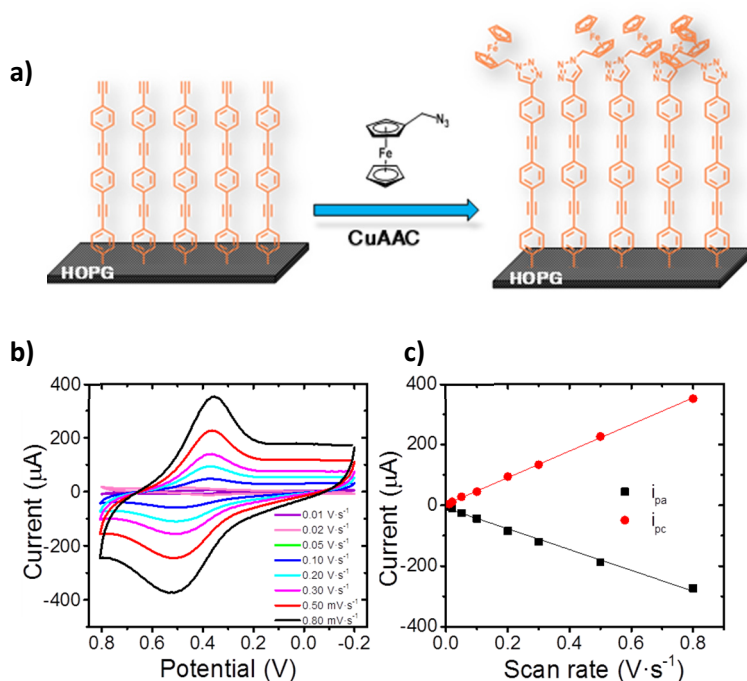 a)
N₃
Fe
HOPG
CuAAC
Fe Fe Fe Fe
N N N
HOPG
b)
c)
Current (µA)
400
200
0
-200
-400
0.8 0.6 0.4 0.2 0.0 -0.2
Potential (V)
0.01 V·s⁻¹
0.02 V·s⁻¹
0.05 V·s⁻¹
0.10 V·s⁻¹
0.20 V·s⁻¹
0.30 V·s⁻¹
0.50 mV·s⁻¹
0.80 mV·s⁻¹
Current (µA)
400
200
0
-200
-400
0.0 0.2 0.4 0.6 0.8
Scan rate (V·s⁻¹)
i_pa
i_pc